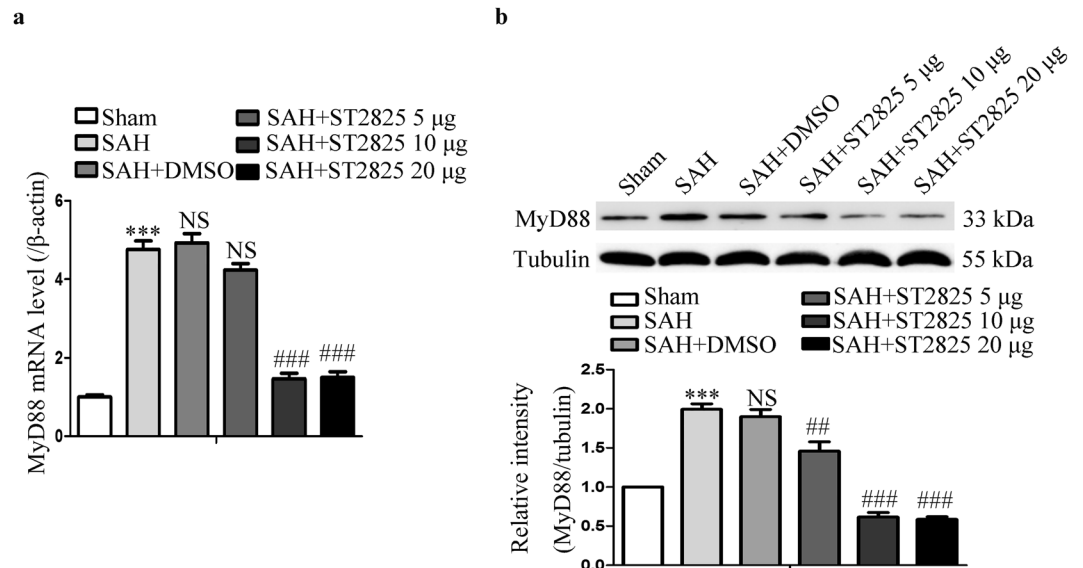 a
Sham
SAH
SAH+DMSO
SAH+ST2825 5 μg
SAH+ST2825 10 μg
SAH+ST2825 20 μg
MyD88 mRNA level (/β-actin)
6
4
2
0
***
NS
NS
###
###
b
Sham
SAH
SAH+DMSO
SAH+ST2825 5 μg
SAH+ST2825 10 μg
SAH+ST2825 20 μg
MyD88 33 kDa
Tubulin 55 kDa
Sham
SAH
SAH+DMSO
SAH+ST2825 5 μg
SAH+ST2825 10 μg
SAH+ST2825 20 μg
Relative intensity
(MyD88/tubulin)
2.5
2.0
1.5
1.0
0.5
0.0
***
NS
##
###
###